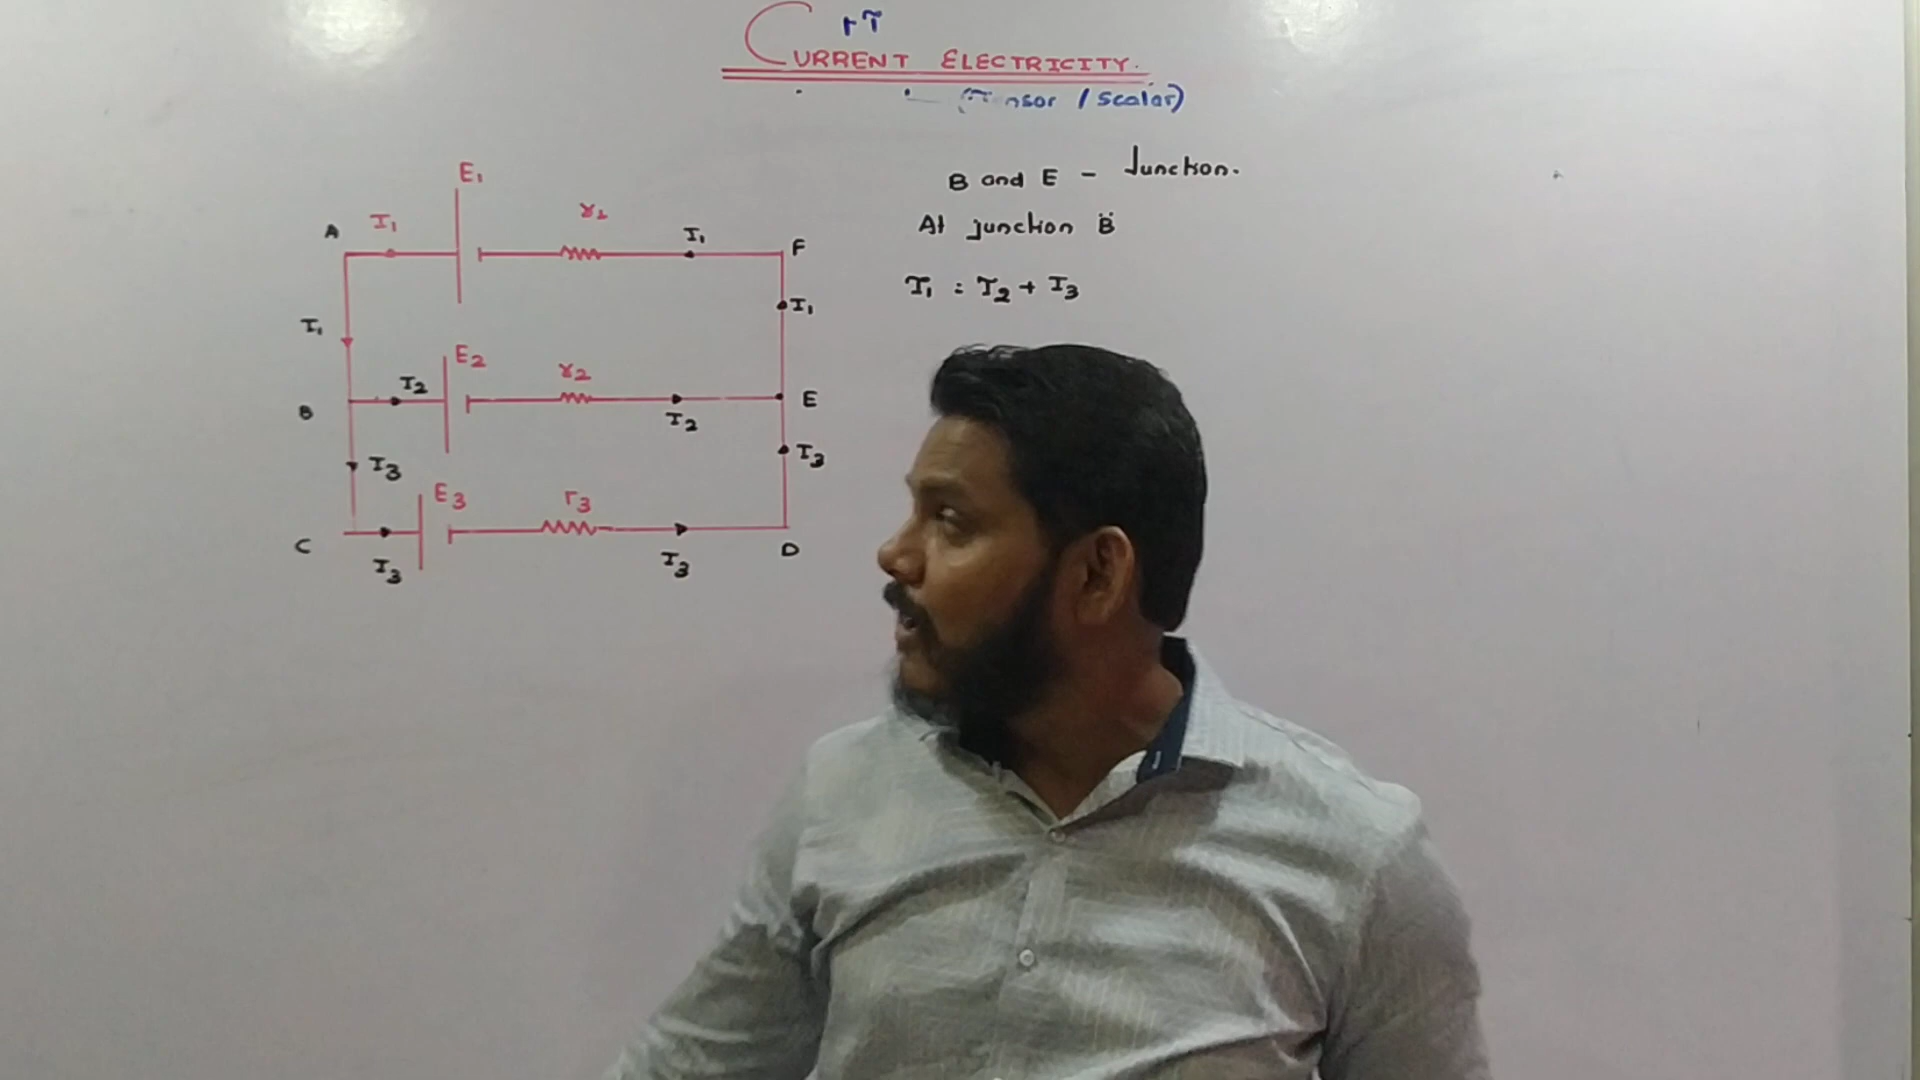 CURRENT ELECTRICITY.
/ scalar)
E₁
r₁
A I₁ I₁ F
I₁
I₁
E₂
r₂
I₂
B E
I₂
I₃ I₃
E₃ r₃
C D
I₃ I₃
B and E - Junction.
At junction B
I₁ = I₂ + I₃